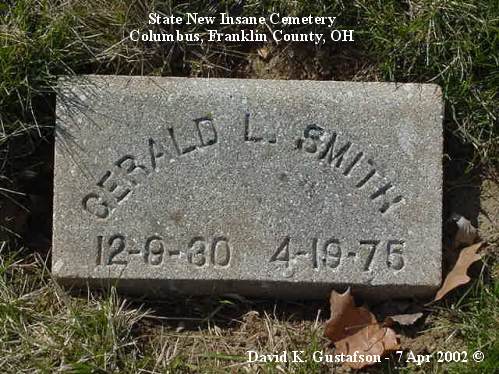 State New Insane Cemetery
Columbus, Franklin County, OH
GERALD L. SMITH
12-9-30 4-19-75
David K. Gustafson - 7 Apr 2002 ©